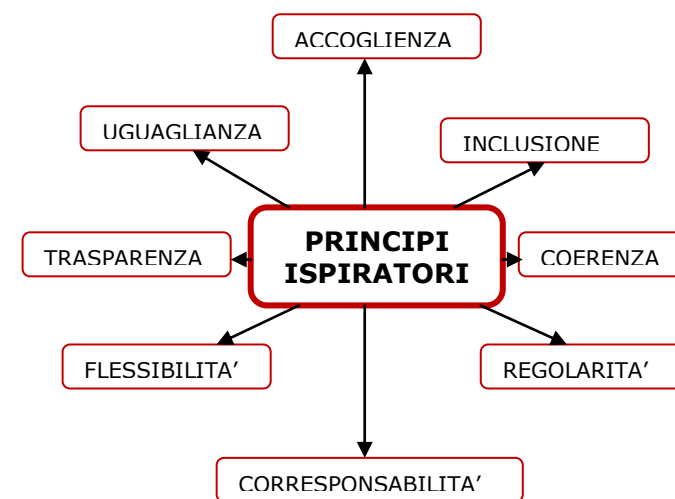 ACCOGLIENZA
UGUAGLIANZA
INCLUSIONE
PRINCIPI
ISPIRATORI
TRASPARENZA
COERENZA
FLESSIBILITA’
REGOLARITA’
CORRESPONSABILITA’